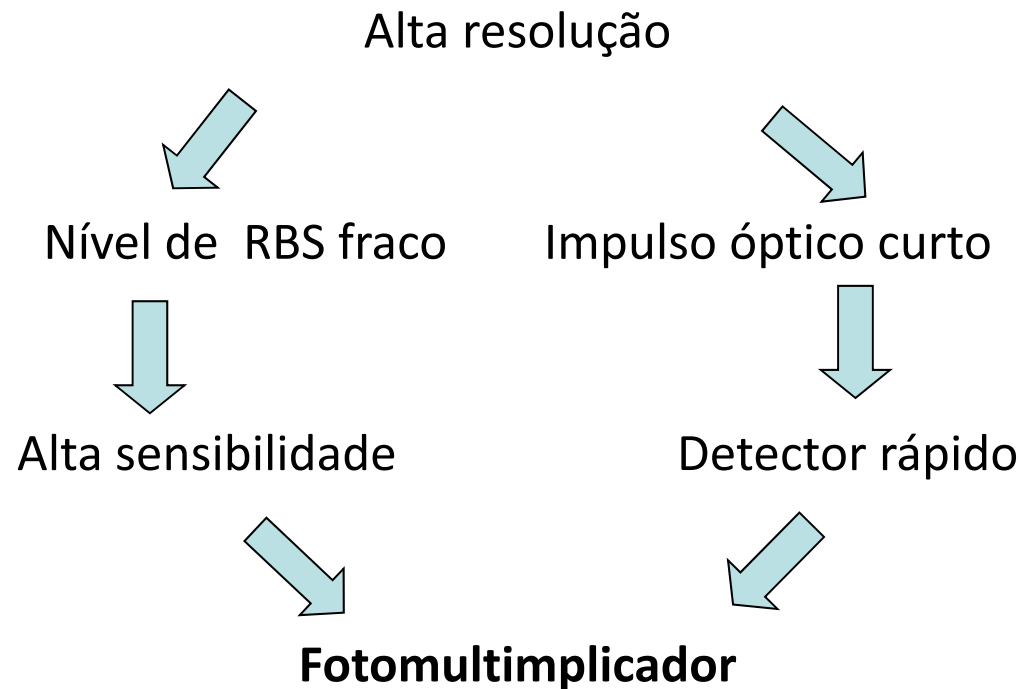 Alta resolução
Nível de RBS fraco
Impulso óptico curto
Alta sensibilidade
Detector rápido
Fotomultimplicador